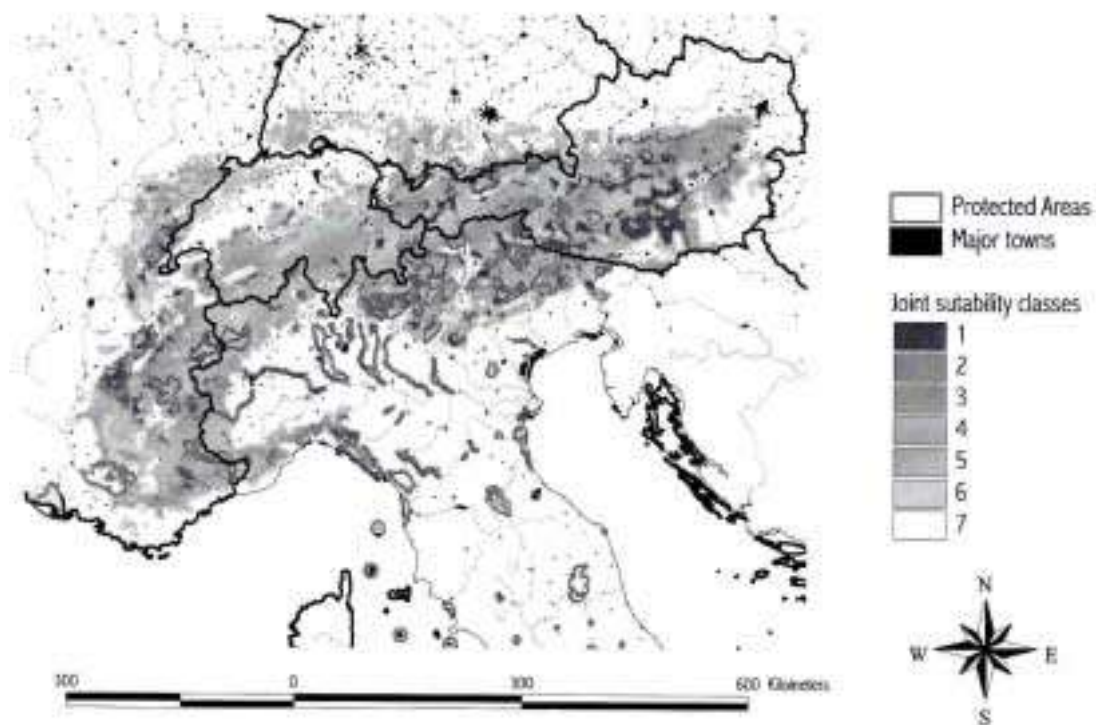 Protected Areas
Major towns
Joint sutability classes
1
2
3
4
5
6
7
N
W E
S
300 0 300 600 Kilometers